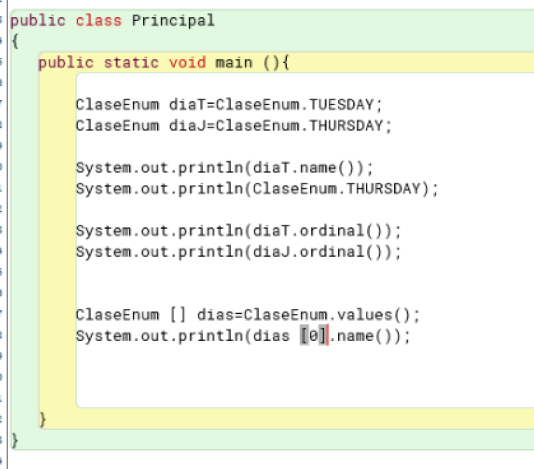 public class Principal
{
public static void main (){
ClaseEnum diaT=ClaseEnum.TUESDAY;
ClaseEnum diaJ=ClaseEnum.THURSDAY;
System.out.println(diaT.name());
System.out.println(ClaseEnum.THURSDAY);
System.out.println(diaT.ordinal());
System.out.println(diaJ.ordinal());
ClaseEnum [] dias=ClaseEnum.values();
System.out.println(dias [0].name());
}
}